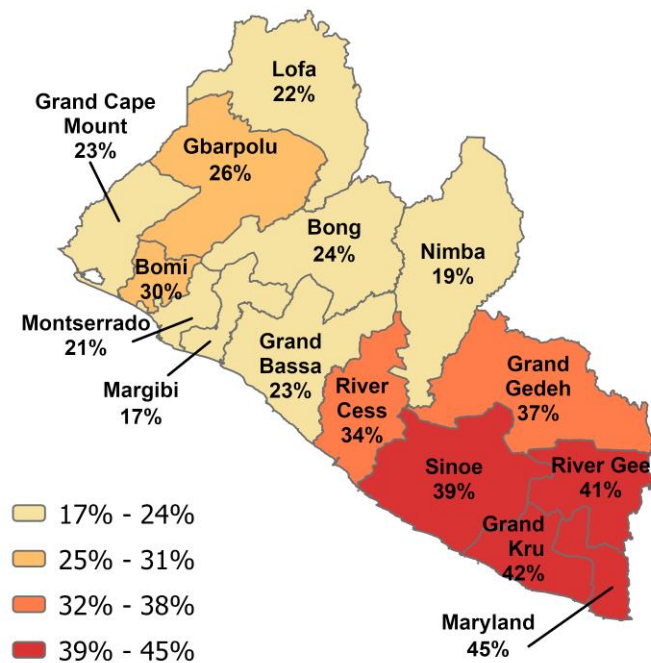 Lofa
22%
Grand Cape
Mount
23%
Gbarpolu
26%
Bong
24%
Nimba
19%
Bomi
30%
Montserrado
21%
Margibi
17%
Grand
Bassa
23%
River
Cess
34%
Grand
Gedeh
37%
Sinoe
39%
River Gee
41%
Grand
Kru
42%
Maryland
45%
17% - 24%
25% - 31%
32% - 38%
39% - 45%